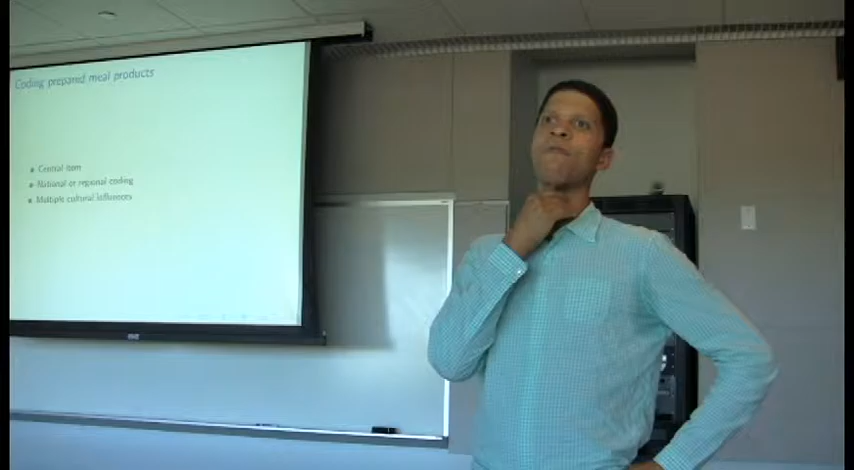 Coding prepared meal products
Central item
National or regional coding
Multiple cultural influences